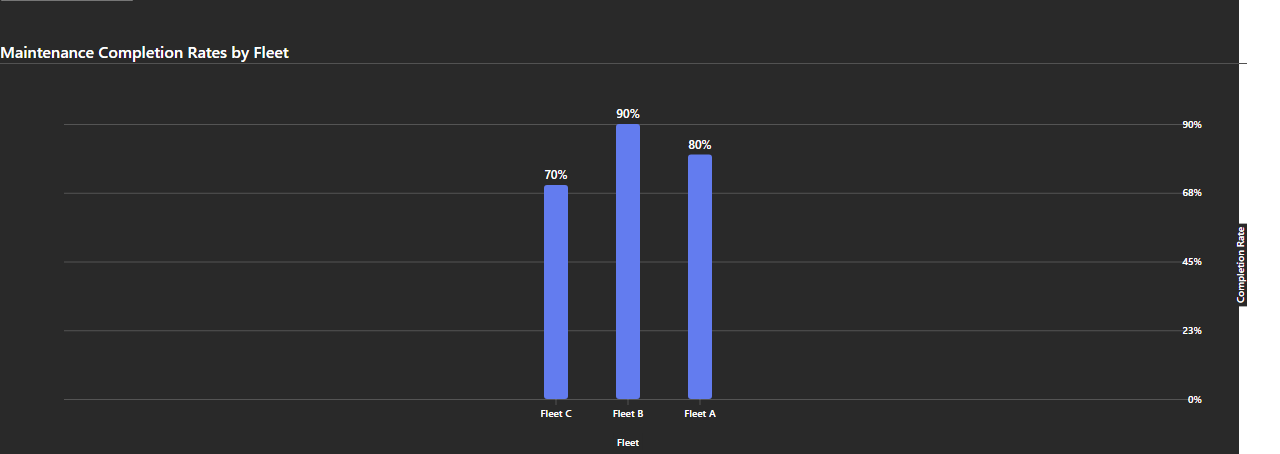 Maintenance Completion Rates by Fleet
90%
80%
70%
90%
68%
45%
23%
0%
Completion Rate
Fleet C
Fleet B
Fleet A
Fleet